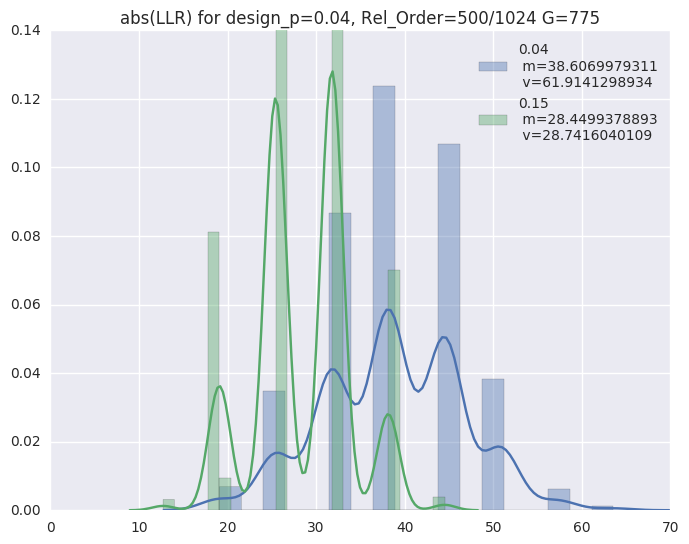 abs(LLR) for design_p=0.04, Rel_Order=500/1024 G=775
0.04
m=38.6069979311
v=61.9141298934
0.15
m=28.4499378893
v=28.7416040109
0.14
0.12
0.10
0.08
0.06
0.04
0.02
0.00
0 10 20 30 40 50 60 70